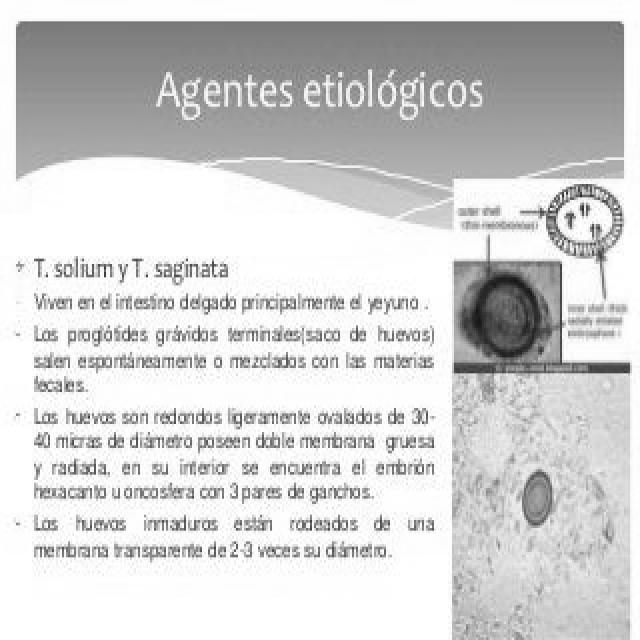 Agentes etiológicos
T. solium y T. saginata
Viven en el intestino delgado principalmente el yeyuno .
- Los proglótides grávidos terminales(saco de huevos)
salen espontáneamente o mezclados con las materias
fecales.
- Los huevos son redondos ligeramente ovalados de 30-
40 micras de diámetro poseen doble membrana gruesa
y radiada, en su interior se encuentra el embrión
hexacanto u oncosfera con 3 pares de ganchos.
- Los huevos inmaduros están rodeados de una
membrana transparente de 2-3 veces su diámetro.
outer shell
(thin membranous)
inner shell thick
radially striated